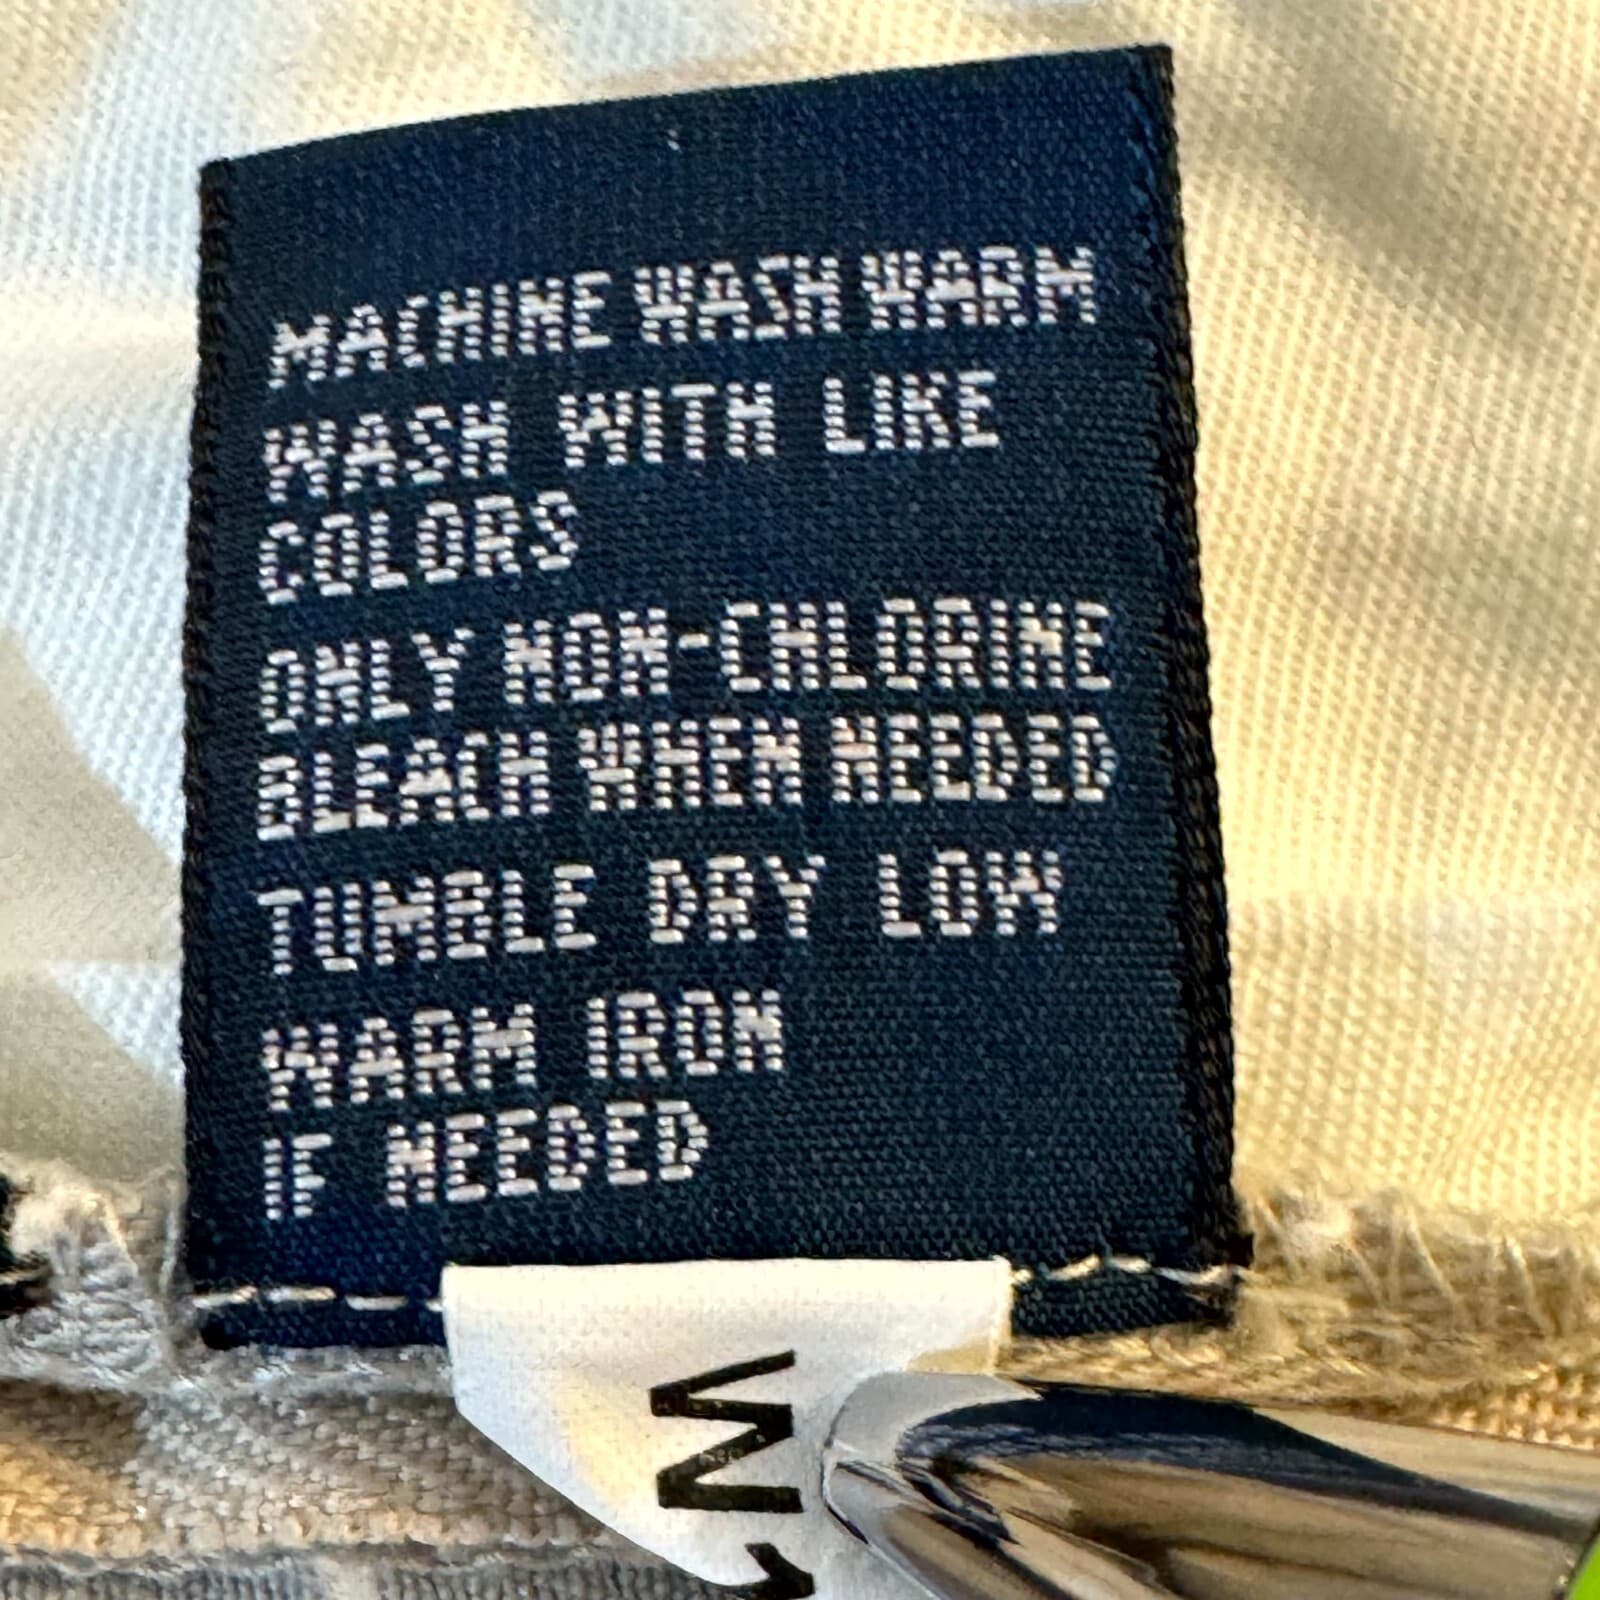 MACHINE WASH WARM
WASH WITH LIKE
COLORS
ONLY NON-CHLORINE
BLEACH WHEN NEEDED
TUMBLE DRY LOW
WARM IRON
IF NEEDED